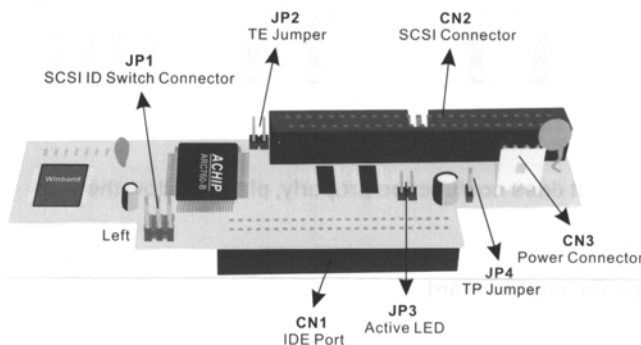 JP2
TE Jumper
CN2
SCSI Connector
JP1
SCSI ID Switch Connector
ACHIP
ARC760-B
Winbond
Left
CN3
Power Connector
JP4
TP Jumper
JP3
Active LED
CN1
IDE Port